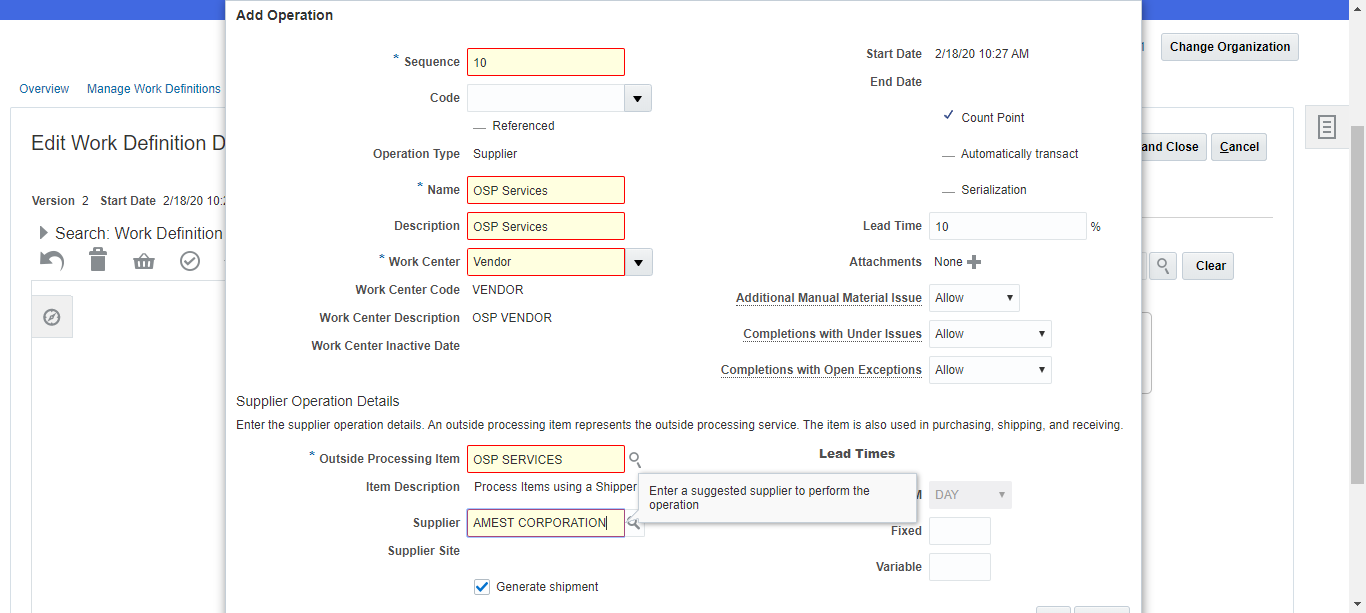 Add Operation
* Sequence 10
Start Date 2/18/20 10:27 AM
Change Organization
Code
End Date
Overview Manage Work Definitions
Referenced
Count Point
Edit Work Definition D
Operation Type Supplier
Automatically transact
and Close Cancel
* Name OSP Services
Serialization
Version 2 Start Date 2/18/20 10:2
Description OSP Services
Lead Time 10 %
Search: Work Definition
* Work Center Vendor
Attachments None
Clear
Work Center Code VENDOR
Additional Manual Material Issue Allow
Work Center Description OSP VENDOR
Completions with Under Issues Allow
Work Center Inactive Date
Completions with Open Exceptions Allow
Supplier Operation Details
Enter the supplier operation details. An outside processing item represents the outside processing service. The item is also used in purchasing, shipping, and receiving.
* Outside Processing Item OSP SERVICES
Lead Times
Item Description Process Items using a Shipper
Enter a suggested supplier to perform the
operation
DAY
Supplier AMEST CORPORATION
Fixed
Supplier Site
Variable
Generate shipment